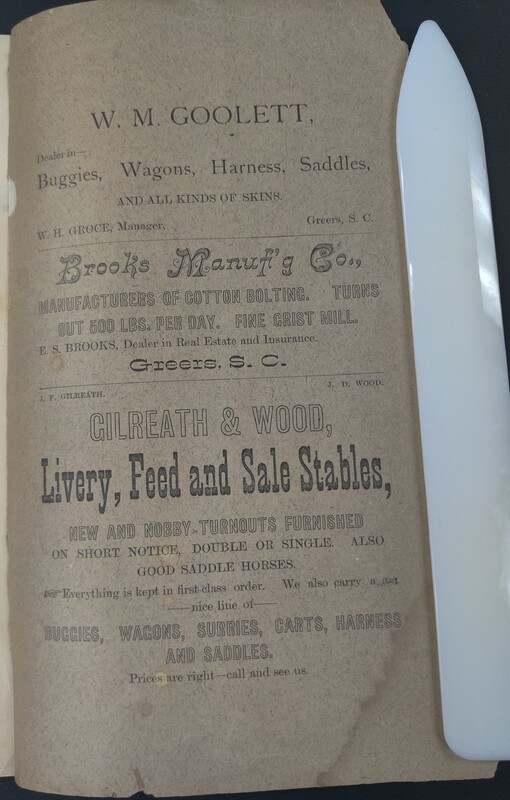 W. M. GOOLETT,
Dealer in—
Buggies, Wagons, Harness, Saddles,
AND ALL KINDS OF SKINS.
W. H. GROCE, Manager,
Greers, S. C.
Brooks Manuf'g Co.,
MANUFACTURERS OF COTTON BOLTING. TURNS
OUT 500 LBS. PER DAY. FINE GRIST MILL.
E. S. BROOKS, Dealer in Real Estate and Insurance.
Greers, S. C.
J. F. GILREATH.
J. D. WOOD.
GILREATH & WOOD,
Livery, Feed and Sale Stables,
NEW AND NOBBY TURNOUTS FURNISHED
ON SHORT NOTICE, DOUBLE OR SINGLE. ALSO
GOOD SADDLE HORSES.
☞Everything is kept in first-class order. We also carry a☜
——nice line of——
BUGGIES, WAGONS, SURRIES, CARTS, HARNESS
AND SADDLES.
Prices are right—call and see us.